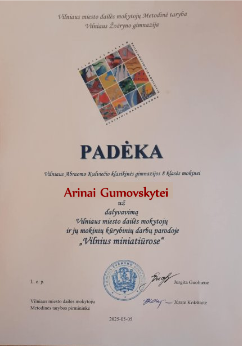 Vilniaus miesto dailės mokytojų Metodinė taryba
Vilniaus Žvėryno gimnazija
PADĖKA
Vilniaus Abraomo Kulviečio klasikinės gimnazijos 8 klasės mokinei
Arinai Gumovskytei
už
dalyvavimą
Vilniaus miesto dailės mokytojų
ir jų mokinių kūrybinių darbų parodoje
„Vilnius miniatiūrose"
Vilniaus miesto dailės mokytojų
Metodinės tarybos pirmininkė